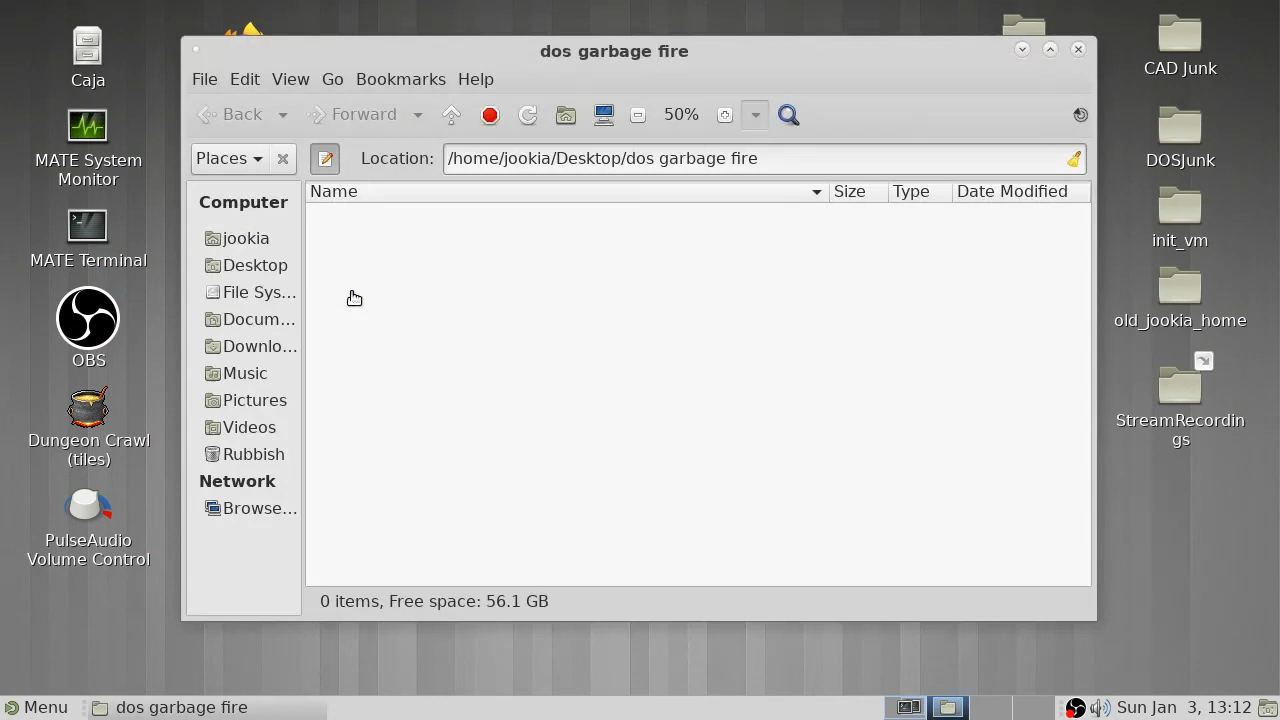 Caja
MATE System
Monitor
MATE Terminal
OBS
Dungeon Crawl
(tiles)
PulseAudio
Volume Control
dos garbage fire
File Edit View Go Bookmarks Help
Back Forward 50%
Places Location: /home/jookia/Desktop/dos garbage fire
Name Size Type Date Modified
Computer
jookia
Desktop
File Sys...
Docum...
Downlo...
Music
Pictures
Videos
Rubbish
Network
Browse...
0 items, Free space: 56.1 GB
CAD Junk
DOSJunk
init_vm
old_jookia_home
StreamRecordin
gs
Menu dos garbage fire Sun Jan 3, 13:12